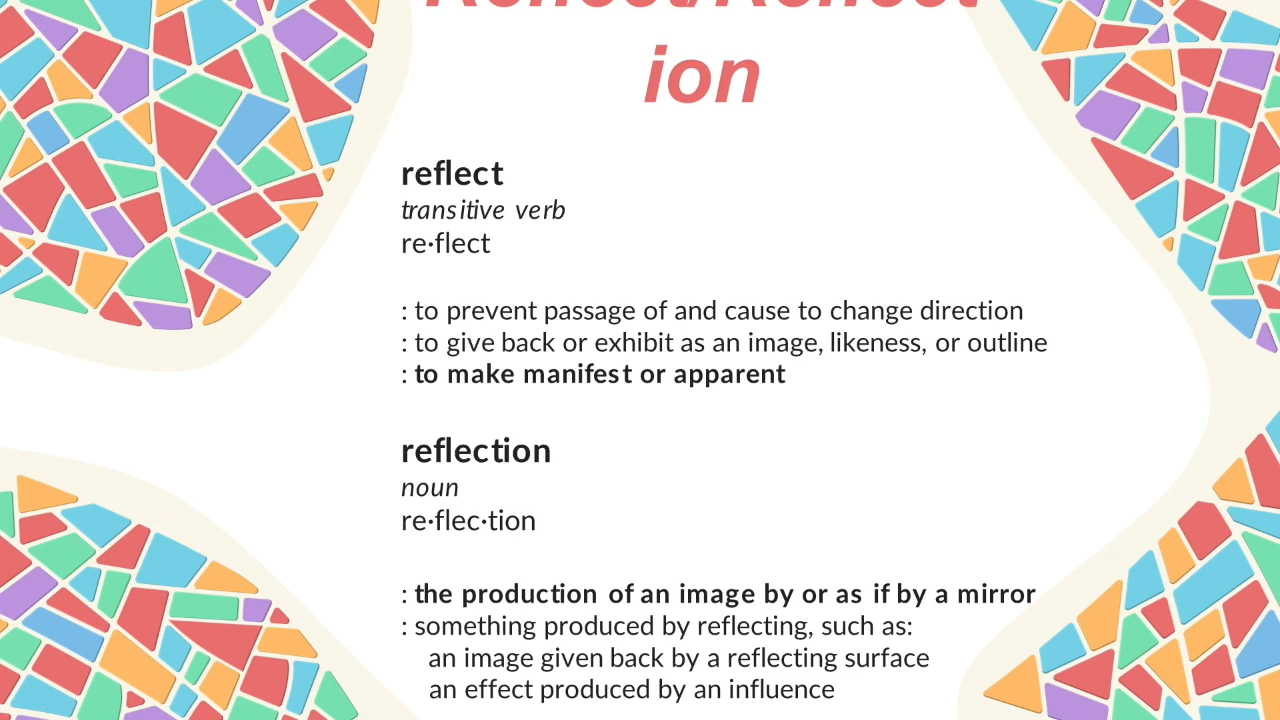 Reflect/Reflect
ion
reflect
transitive verb
re·flect
: to prevent passage of and cause to change direction
: to give back or exhibit as an image, likeness, or outline
: to make manifest or apparent
reflection
noun
re·flec·tion
: the production of an image by or as if by a mirror
: something produced by reflecting, such as:
an image given back by a reflecting surface
an effect produced by an influence